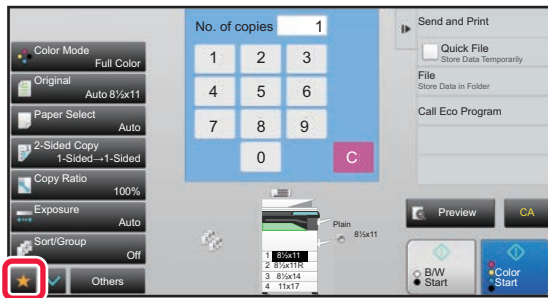 No. of copies 1
Color Mode
Full Color
Original
Auto 8½x11
Paper Select
Auto
2-Sided Copy
1-Sided→1-Sided
Copy Ratio
100%
Exposure
Auto
Sort/Group
Off
Others
1 2 3
4 5 6
7 8 9
0 C
Plain
8½x11
1 8½x11
2 8½x11R
3 8½x14
4 11x17
Send and Print
Quick File
Store Data Temporarily
File
Store Data in Folder
Call Eco Program
Preview
CA
B/W
Start
Color
Start